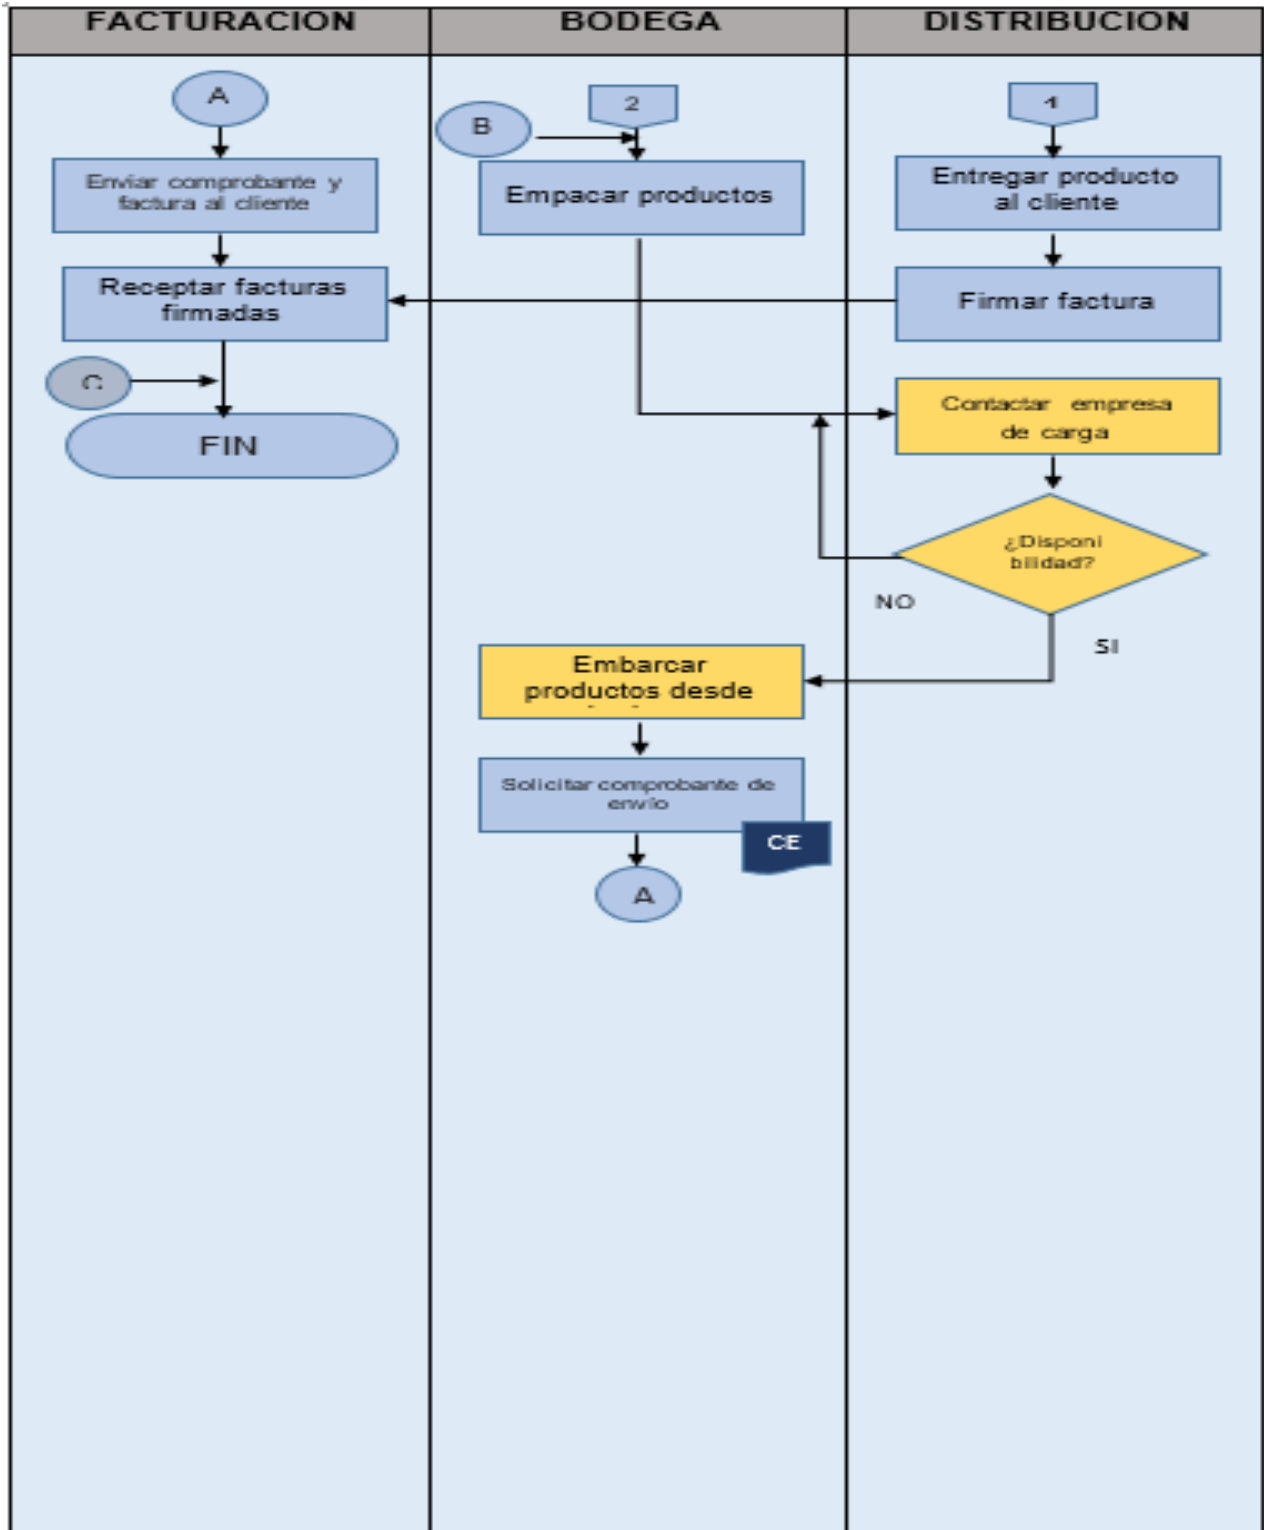 FACTURACION
BODEGA
DISTRIBUCION
A
Enviar comprobante y
factura al cliente
Receptar facturas
firmadas
C
FIN
B
2
Empacar productos
Embarcar
productos desde
Solicitar comprobante de
envío
CE
A
1
Entregar producto
al cliente
Firmar factura
Contactar empresa
de carga
¿Disponi
bilidad?
NO
SI